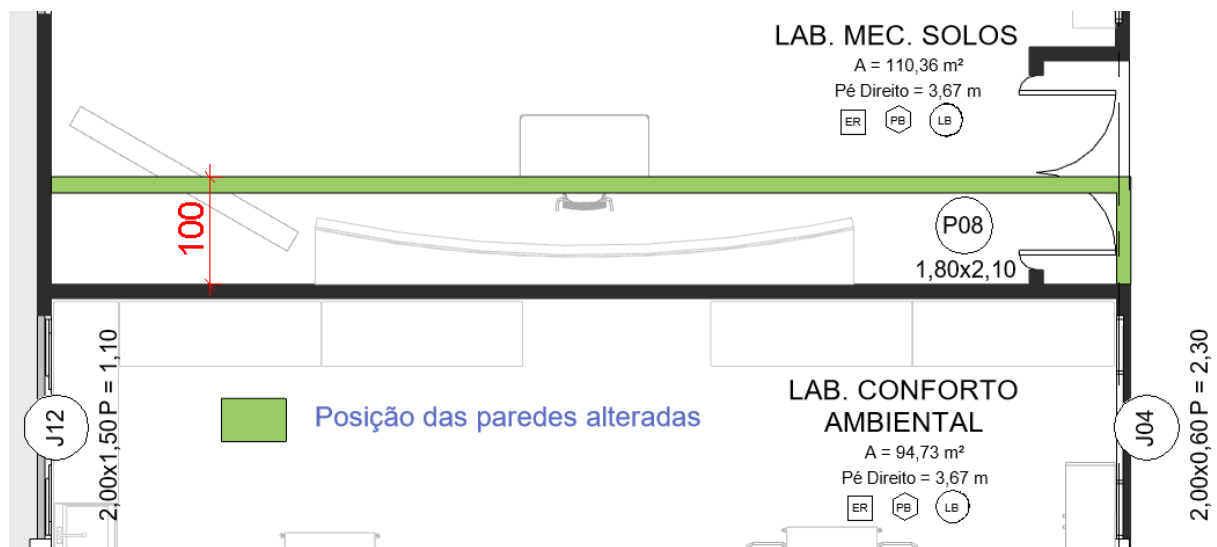 LAB. MEC. SOLOS
A = 110,36 m²
Pé Direito = 3,67 m
ER PB LB
100
P08
1,80x2,10
J12
2,00x1,50 P = 1,10
Posição das paredes alteradas
LAB. CONFORTO
AMBIENTAL
A = 94,73 m²
Pé Direito = 3,67 m
ER PB LB
J04
2,00x0,60 P = 2,30